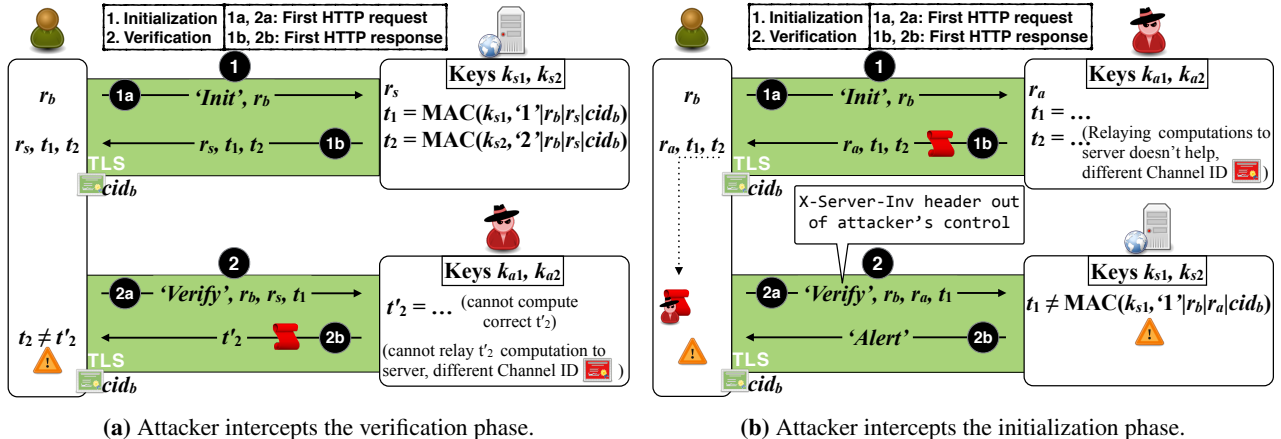 1. Initialization
2. Verification
1a, 2a: First HTTP request
1b, 2b: First HTTP response
1
Keys k_s1, k_s2
r_b
1a
‘Init’, r_b
r_s
t_1 = MAC(k_s1, ‘1’|r_b|r_s|cid_b)
r_s, t_1, t_2
r_s, t_1, t_2
1b
t_2 = MAC(k_s2, ‘2’|r_b|r_s|cid_b)
TLS
cid_b
2
Keys k_a1, k_a2
2a
‘Verify’, r_b, r_s, t_1
t'_2 = … (cannot compute
correct t'_2)
t_2 ≠ t'_2
t'_2
2b
(cannot relay t'_2 computation to
server, different Channel ID )
!
TLS
cid_b
(a) Attacker intercepts the verification phase.
1. Initialization
2. Verification
1a, 2a: First HTTP request
1b, 2b: First HTTP response
1
Keys k_a1, k_a2
r_b
1a
‘Init’, r_b
r_a
t_1 = …
r_a, t_1, t_2
r_a, t_1, t_2
1b
t_2 = … (Relaying computations to
server doesn’t help,
different Channel ID )
TLS
cid_b
X-Server-Inv header out
of attacker’s control
2
Keys k_s1, k_s2
2a
‘Verify’, r_b, r_a, t_1
t_1 ≠ MAC(k_s1, ‘1’|r_b|r_a|cid_b)
‘Alert’
2b
!
!
TLS
cid_b
(b) Attacker intercepts the initialization phase.